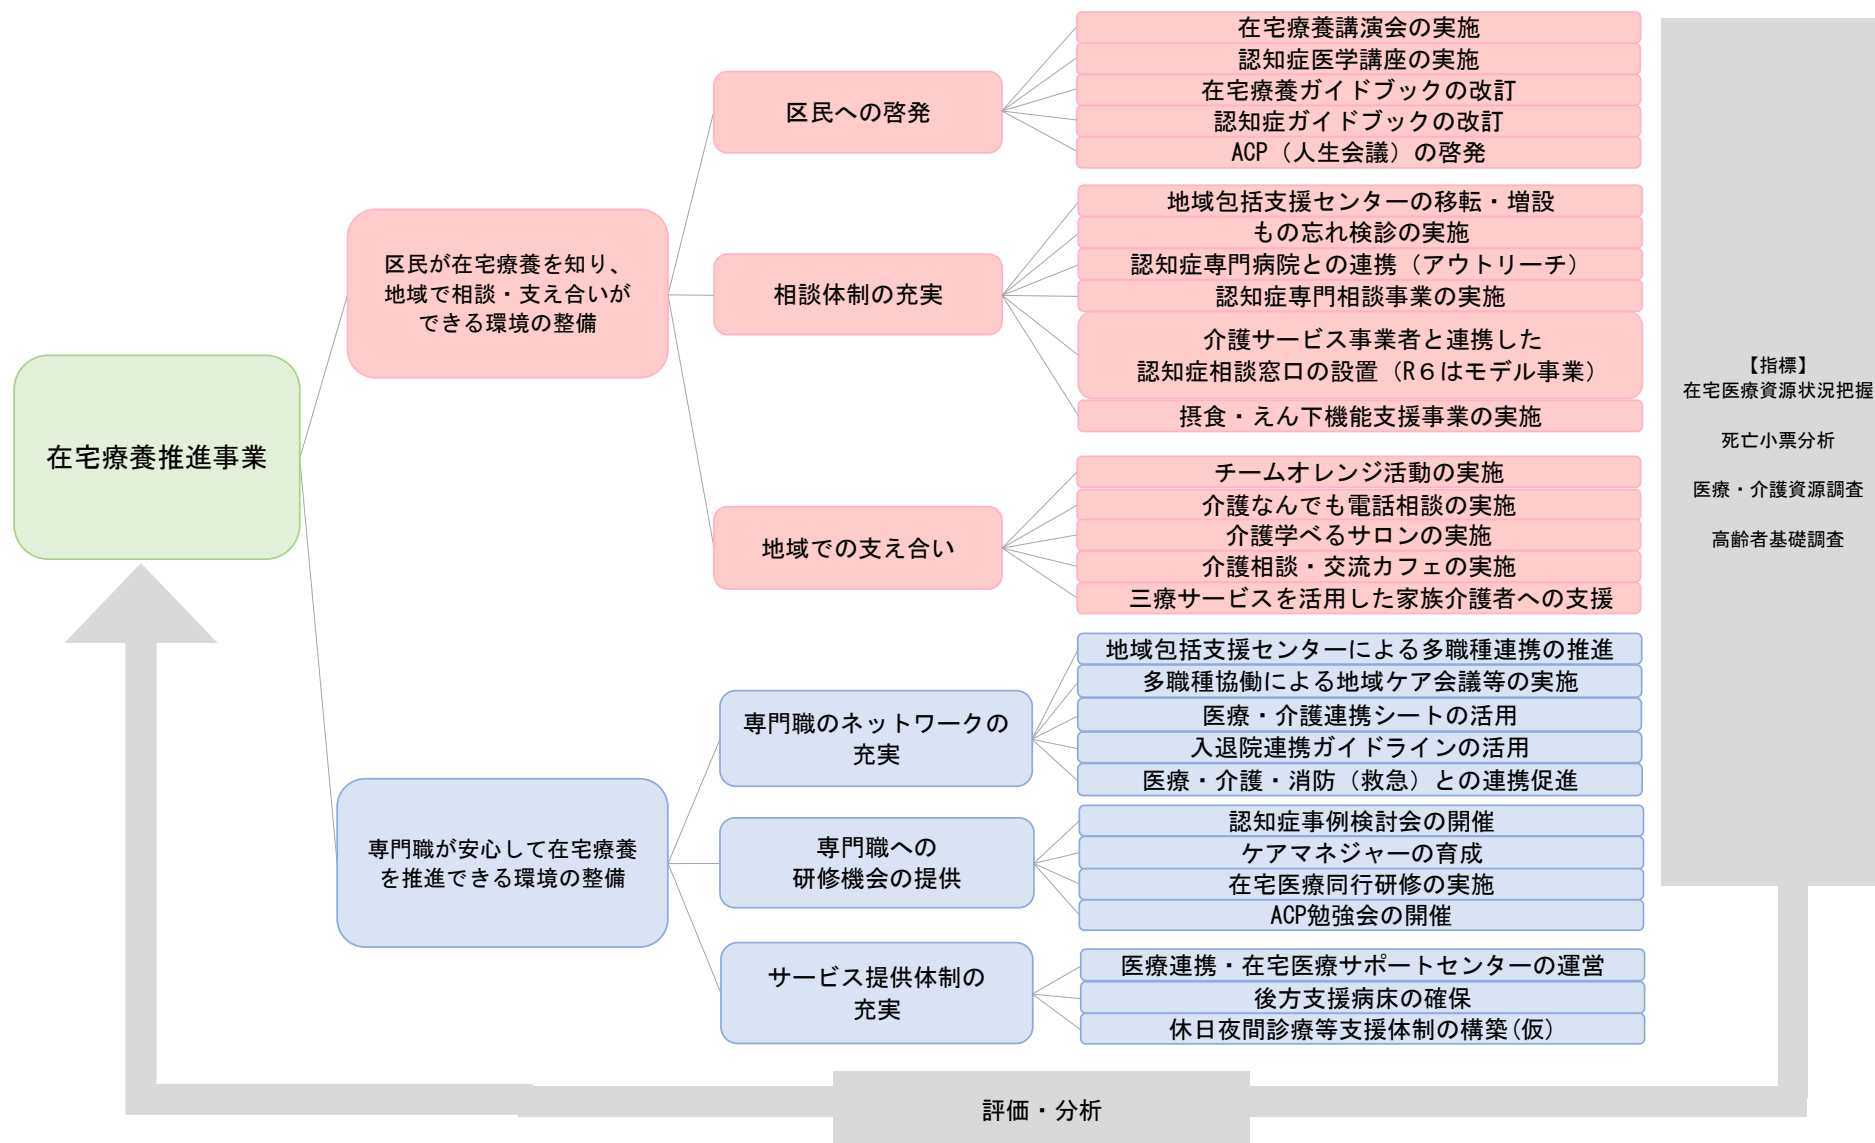 在宅療養推進事業
区民が在宅療養を知り、
地域で相談・支え合いが
できる環境の整備
区民への啓発
在宅療養講演会の実施
認知症医学講座の実施
在宅療養ガイドブックの改訂
認知症ガイドブックの改訂
ACP（人生会議）の啓発
相談体制の充実
地域包括支援センターの移転・増設
もの忘れ検診の実施
認知症専門病院との連携（アウトリーチ）
認知症専門相談事業の実施
介護サービス事業者と連携した
認知症相談窓口の設置（R６はモデル事業）
摂食・えん下機能支援事業の実施
地域での支え合い
チームオレンジ活動の実施
介護なんでも電話相談の実施
介護学べるサロンの実施
介護相談・交流カフェの実施
三療サービスを活用した家族介護者への支援
専門職が安心して在宅療養
を推進できる環境の整備
専門職のネットワークの
充実
地域包括支援センターによる多職種連携の推進
多職種協働による地域ケア会議等の実施
医療・介護連携シートの活用
入退院連携ガイドラインの活用
医療・介護・消防（救急）との連携促進
専門職への
研修機会の提供
認知症事例検討会の開催
ケアマネジャーの育成
在宅医療同行研修の実施
ACP勉強会の開催
サービス提供体制の
充実
医療連携・在宅医療サポートセンターの運営
後方支援病床の確保
休日夜間診療等支援体制の構築(仮)
【指標】
在宅医療資源状況把握
死亡小票分析
医療・介護資源調査
高齢者基礎調査
評価・分析